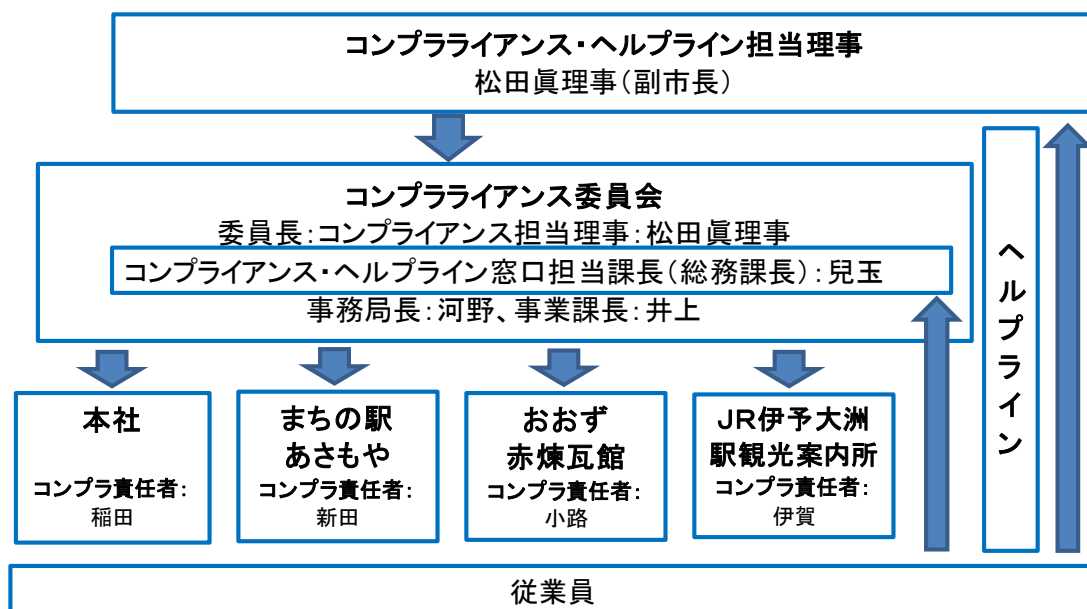 コンプラライアンス・ヘルプライン担当理事
松田眞理事（副市長）
コンプラライアンス委員会
委員長：コンプライアンス担当理事：松田眞理事
コンプライアンス・ヘルプライン窓口担当課長（総務課長）：兒玉
事務局長：河野、事業課長：井上
ヘルプライン
本社
コンプラ責任者：
稲田
まちの駅
あさもや
コンプラ責任者：
新田
おおず
赤煉瓦館
コンプラ責任者：
小路
ＪＲ伊予大洲
駅観光案内所
コンプラ責任者：
伊賀
従業員